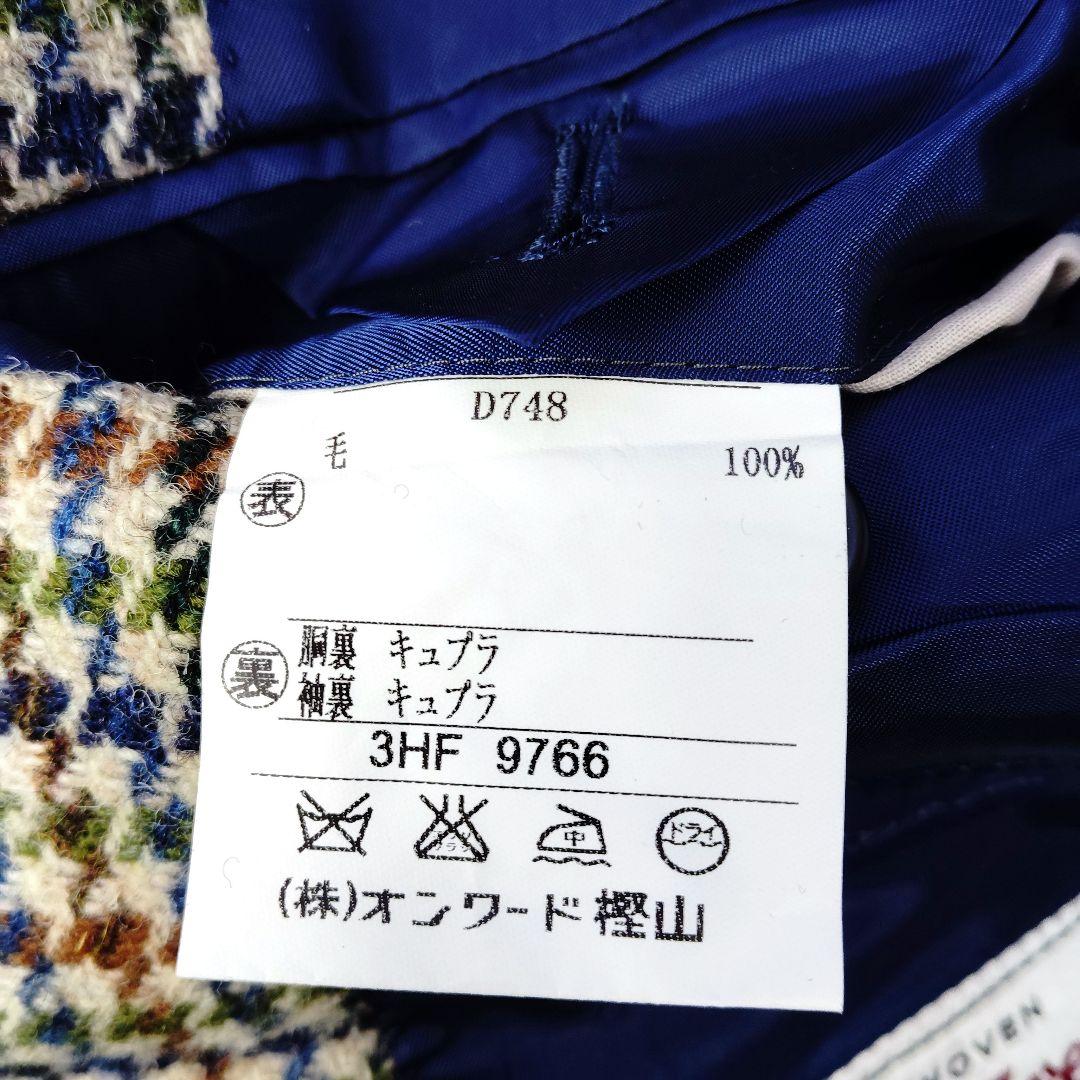 D748
毛 100%
表
裏 胴裏 キュプラ
袖裏 キュプラ
3HF 9766
中 ドライ
(株)オンワード樫山
WOVEN